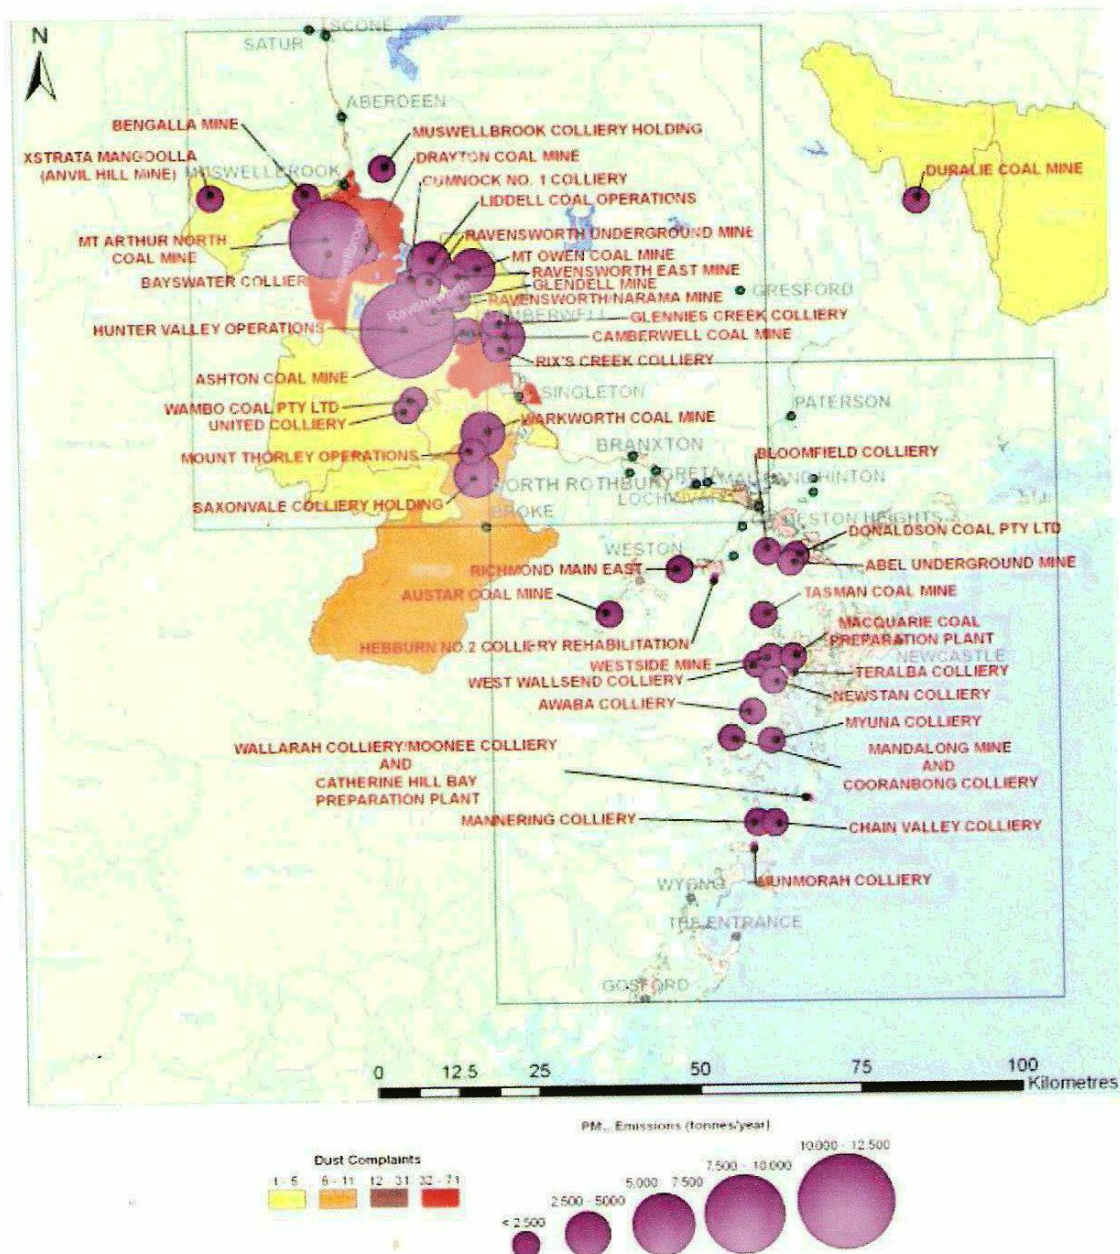 N
SCONE
SATUR
ABERDEEN
BENGALLA MINE
MUSWELLBROOK COLLIERY HOLDING
XSTRATA MANGOOLLA
(ANVIL HILL MINE)
MUSWELLBROOK
DRAYTON COAL MINE
CUMNOCK NO. 1 COLLIERY
DURALIE COAL MINE
LIDDELL COAL OPERATIONS
RAVENSWORTH UNDERGROUND MINE
MT ARTHUR NORTH
COAL MINE
MT OWEN COAL MINE
RAVENSWORTH EAST MINE
BAYSWATER COLLIER
GLENDELL MINE
GRESFORD
RAVENSWORTH/NARAMA MINE
CAMBERWELL
GLENNIES CREEK COLLIERY
HUNTER VALLEY OPERATIONS
CAMBERWELL COAL MINE
RIX'S CREEK COLLIERY
ASHTON COAL MINE
SINGLETON
WAMBO COAL PTY LTD
UNITED COLLIERY
PATERSON
WARKWORTH COAL MINE
BRANXTON
BLOOMFIELD COLLIERY
MOUNT THORLEY OPERATIONS
GRETA
MAITLAND
HINTON
NORTH ROTHBURY
LOCHINVAR
SAXONVALE COLLIERY HOLDING
BROKE
DONALDSON COAL PTY LTD
WESTON
RICHMOND MAIN EAST
ABEL UNDERGROUND MINE
AUSTAR COAL MINE
TASMAN COAL MINE
MACQUARIE COAL
PREPARATION PLANT
HEBBURN NO.2 COLLIERY REHABILITATION
NEWCASTLE
WESTSIDE MINE
TERALBA COLLIERY
WEST WALLSEND COLLIERY
NEWSTAN COLLIERY
AWABA COLLIERY
MYUNA COLLIERY
WALLARAH COLLIERY/MOONEE COLLIERY
AND
CATHERINE HILL BAY
PREPARATION PLANT
MANDALONG MINE
AND
COORANBONG COLLIERY
MANNERING COLLIERY
CHAIN VALLEY COLLIERY
MUNMORAH COLLIERY
WYONG
THE ENTRANCE
GOSFORD
0 12.5 25 50 75 100
Kilometres
PM Emissions (tonnes/year)
Dust Complaints
1 - 5 6 - 11 12 - 31 32 - 71
< 2 500
2.500 - 5000
5.000 - 7 500
7.500 - 10.000
10.000 - 12.500